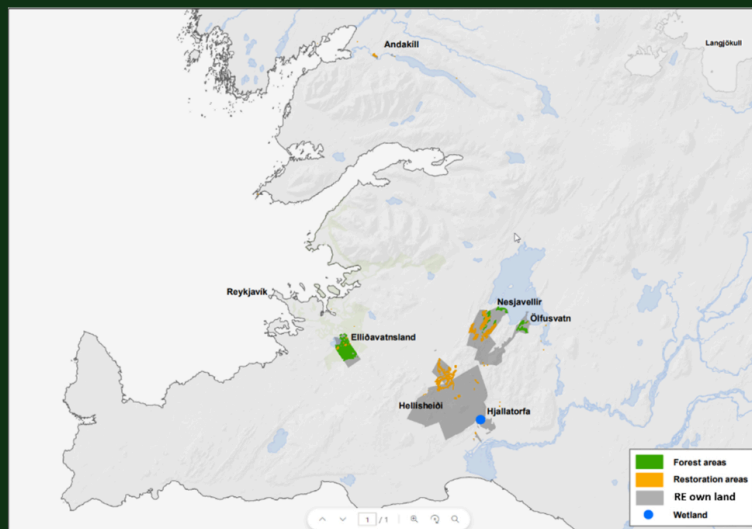 Andakíll
Langjökull
Reykjavík
Nesjavellir
Ölfusvatn
Elliðavatnsland
Hellisheiði
Hjallatorfa
Forest areas
Restoration areas
RE own land
Wetland
1 / 1